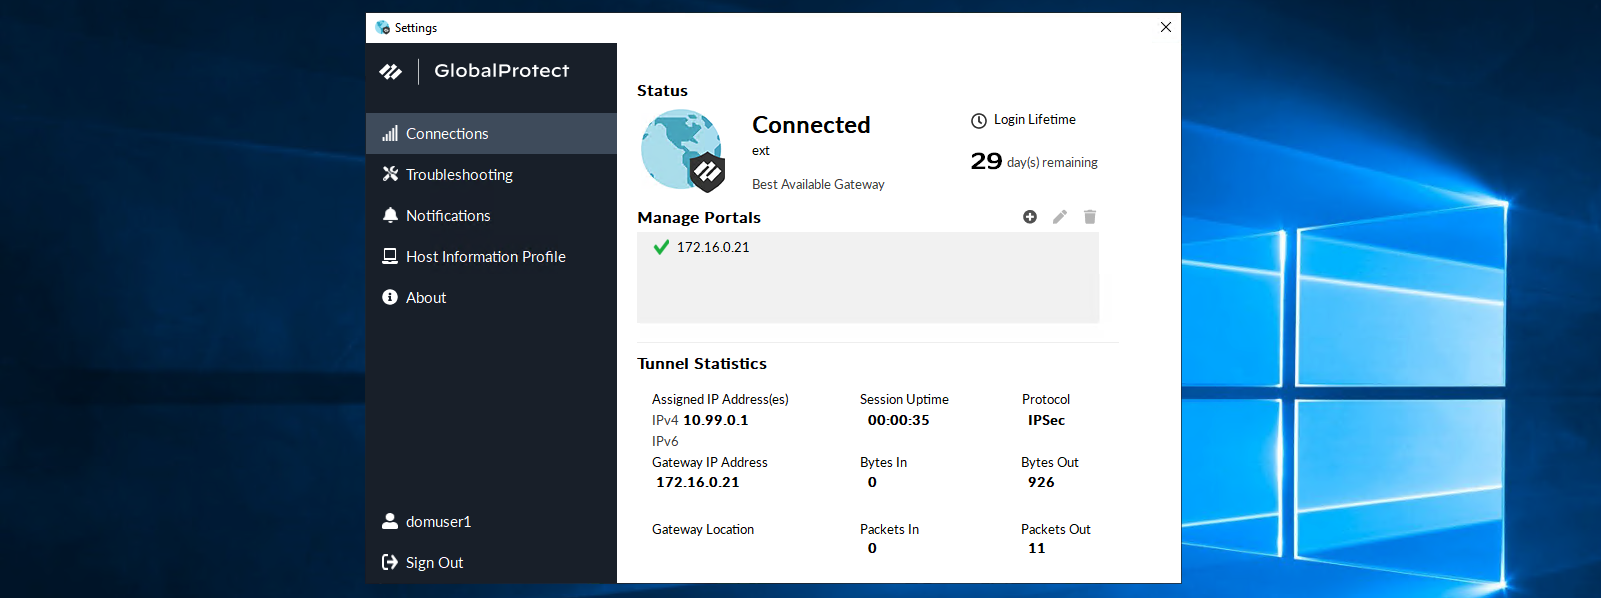 Settings
GlobalProtect
Connections
Troubleshooting
Notifications
Host Information Profile
About
domuser1
Sign Out
Status
Connected
ext
Best Available Gateway
Login Lifetime
29 day(s) remaining
Manage Portals
172.16.0.21
Tunnel Statistics
Assigned IP Address(es) Session Uptime Protocol
IPv4 10.99.0.1 00:00:35 IPSec
IPv6
Gateway IP Address Bytes In Bytes Out
172.16.0.21 0 926
Gateway Location Packets In Packets Out
0 11